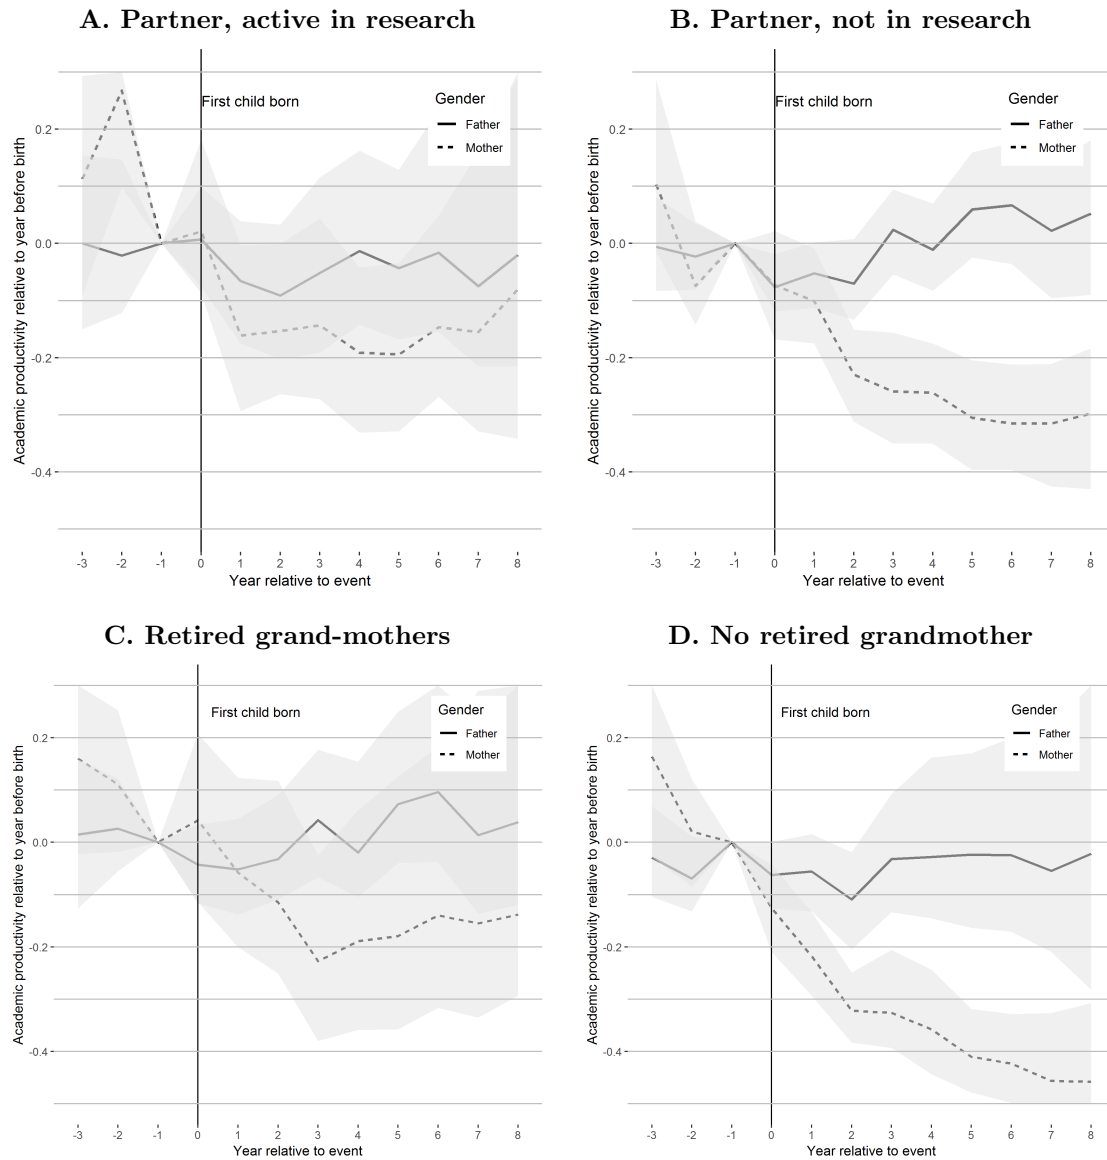 A. Partner, active in research
Academic productivity relative to year before birth
0.2
0.0
-0.2
-0.4
First child born
Gender
Father
Mother
-3 -2 -1 0 1 2 3 4 5 6 7 8
Year relative to event
B. Partner, not in research
Academic productivity relative to year before birth
0.2
0.0
-0.2
-0.4
First child born
Gender
Father
Mother
-3 -2 -1 0 1 2 3 4 5 6 7 8
Year relative to event
C. Retired grand-mothers
Academic productivity relative to year before birth
0.2
0.0
-0.2
-0.4
First child born
Gender
Father
Mother
-3 -2 -1 0 1 2 3 4 5 6 7 8
Year relative to event
D. No retired grandmother
Academic productivity relative to year before birth
0.2
0.0
-0.2
-0.4
First child born
Gender
Father
Mother
-3 -2 -1 0 1 2 3 4 5 6 7 8
Year relative to event